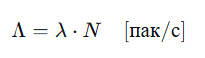 Λ = λ · N [пак/с]